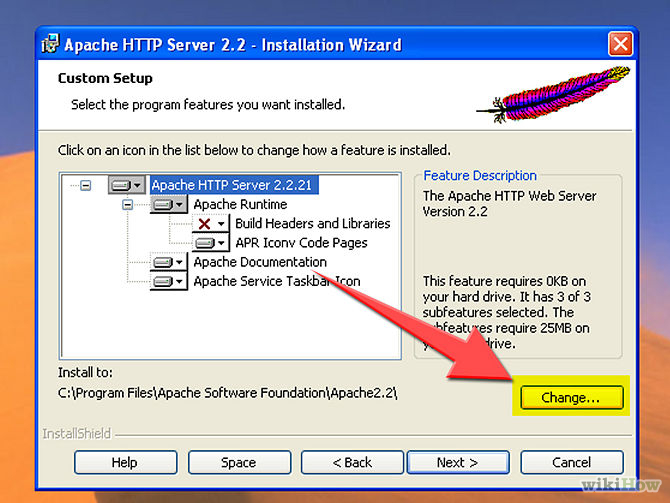 Apache HTTP Server 2.2 - Installation Wizard
Custom Setup
Select the program features you want installed.
Click on an icon in the list below to change how a feature is installed.
Apache HTTP Server 2.2.21
Apache Runtime
Build Headers and Libraries
APR Iconv Code Pages
Apache Documentation
Apache Service Taskbar Icon
Feature Description
The Apache HTTP Web Server
Version 2.2
This feature requires 0KB on
your hard drive. It has 3 of 3
subfeatures selected. The
subfeatures require 25MB on
drive.
Install to:
C:\Program Files\Apache Software Foundation\Apache2.2\
Change...
InstallShield
Help
Space
< Back
Next >
Cancel
wikiHow